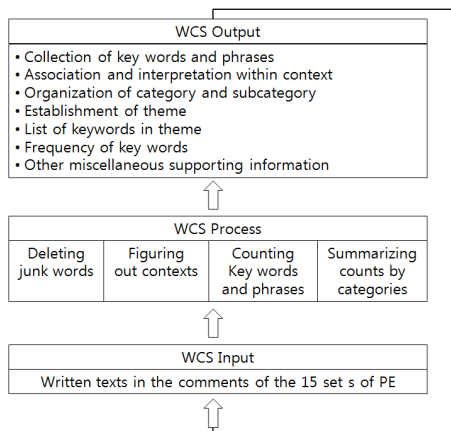 WCS Output
• Collection of key words and phrases
• Association and interpretation within context
• Organization of category and subcategory
• Establishment of theme
• List of keywords in theme
• Frequency of key words
• Other miscellaneous supporting information
WCS Process
Deleting junk words
Figuring out contexts
Counting Key words and phrases
Summarizing counts by categories
WCS Input
Written texts in the comments of the 15 set s of PE